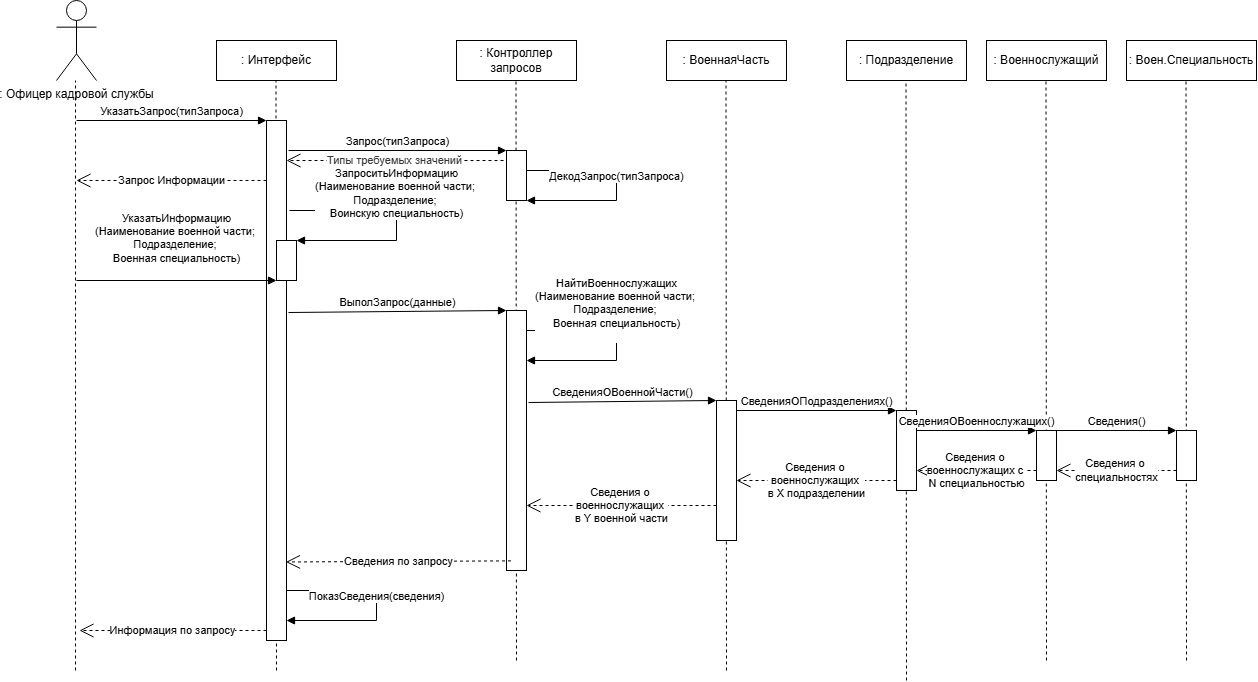 : Интерфейс
: Контроллер
запросов
: ВоеннаяЧасть
: Подразделение
: Военнослужащий
: Воен.Специальность
: Офицер кадровой службы
УказатьЗапрос(типЗапроса)
Запрос(типЗапроса)
Типы требуемых значений
ДекодЗапрос(типЗапроса)
Запрос Информации
ЗапроситьИнформацию
(Наименование военной части;
Подразделение;
Воинскую специальность)
УказатьИнформацию
(Наименование военной части;
Подразделение;
Военная специальность)
ВыполЗапрос(данные)
НайтиВоеннослужащих
(Наименование военной части;
Подразделение;
Военная специальность)
СведенияОВоеннойЧасти()
СведенияОПодразделениях()
СведенияОВоеннослужащих()
Сведения()
Сведения о
специальностях
Сведения о
военнослужащих с
N специальностью
Сведения о
военнослужащих
в X подразделении
Сведения о
военнослужащих
в Y военной части
Сведения по запросу
ПоказСведения(сведения)
Информация по запросу